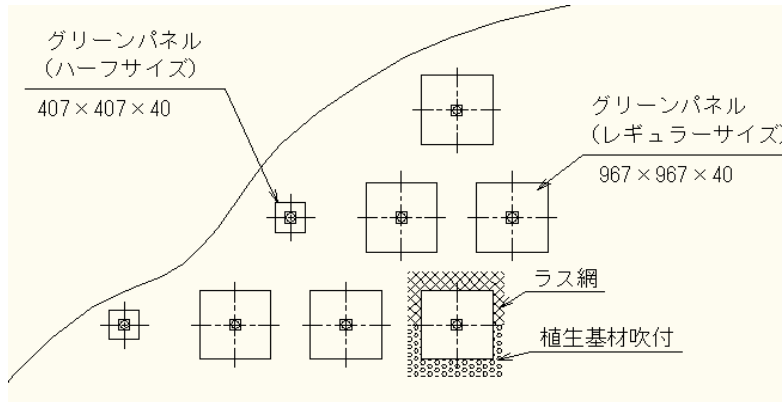 グリーンパネル
（ハーフサイズ）
407×407×40
グリーンパネル
（レギュラーサイズ）
967×967×40
ラス網
植生基材吹付